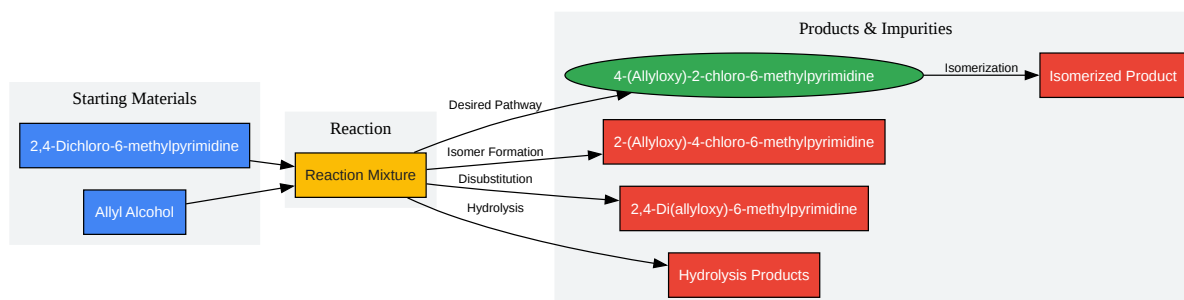 Products & Impurities
4-(Allyloxy)-2-chloro-6-methylpyrimidine
Isomerization
Isomerized Product
Starting Materials
Desired Pathway
2,4-Dichloro-6-methylpyrimidine
Reaction
2-(Allyloxy)-4-chloro-6-methylpyrimidine
Isomer Formation
Reaction Mixture
Disubstitution
Allyl Alcohol
2,4-Di(allyloxy)-6-methylpyrimidine
Hydrolysis
Hydrolysis Products